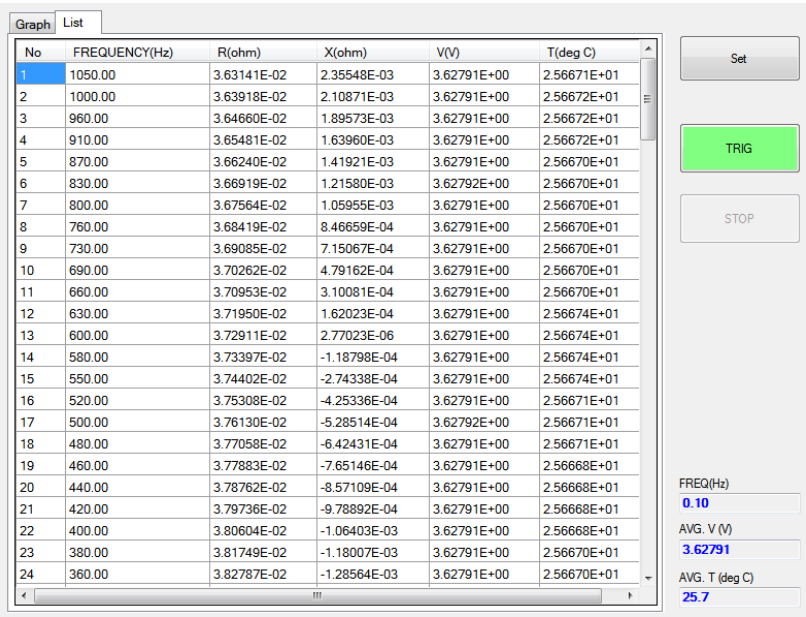 Graph List
No FREQUENCY(Hz) R(ohm) X(ohm) V(V) T(deg C)
1 1050.00 3.63141E-02 2.35548E-03 3.62791E+00 2.56671E+01
2 1000.00 3.63918E-02 2.10871E-03 3.62791E+00 2.56672E+01
3 960.00 3.64660E-02 1.89573E-03 3.62791E+00 2.56672E+01
4 910.00 3.65481E-02 1.63960E-03 3.62791E+00 2.56672E+01
5 870.00 3.66240E-02 1.41921E-03 3.62791E+00 2.56670E+01
6 830.00 3.66919E-02 1.21580E-03 3.62792E+00 2.56670E+01
7 800.00 3.67564E-02 1.05955E-03 3.62791E+00 2.56670E+01
8 760.00 3.68419E-02 8.46659E-04 3.62791E+00 2.56670E+01
9 730.00 3.69085E-02 7.15067E-04 3.62791E+00 2.56670E+01
10 690.00 3.70262E-02 4.79162E-04 3.62791E+00 2.56670E+01
11 660.00 3.70953E-02 3.10081E-04 3.62791E+00 2.56670E+01
12 630.00 3.71950E-02 1.62023E-04 3.62791E+00 2.56674E+01
13 600.00 3.72911E-02 2.77023E-06 3.62791E+00 2.56674E+01
14 580.00 3.73397E-02 -1.18798E-04 3.62791E+00 2.56674E+01
15 550.00 3.74402E-02 -2.74338E-04 3.62791E+00 2.56674E+01
16 520.00 3.75308E-02 -4.25336E-04 3.62791E+00 2.56671E+01
17 500.00 3.76130E-02 -5.28514E-04 3.62792E+00 2.56671E+01
18 480.00 3.77058E-02 -6.42431E-04 3.62791E+00 2.56671E+01
19 460.00 3.77883E-02 -7.65146E-04 3.62791E+00 2.56668E+01
20 440.00 3.78762E-02 -8.57109E-04 3.62791E+00 2.56668E+01
21 420.00 3.79736E-02 -9.78892E-04 3.62791E+00 2.56668E+01
22 400.00 3.80604E-02 -1.06403E-03 3.62791E+00 2.56668E+01
23 380.00 3.81749E-02 -1.18007E-03 3.62791E+00 2.56670E+01
24 360.00 3.82787E-02 -1.28564E-03 3.62791E+00 2.56670E+01
Set
TRIG
STOP
FREQ(Hz)
0.10
AVG. V (V)
3.62791
AVG. T (deg C)
25.7